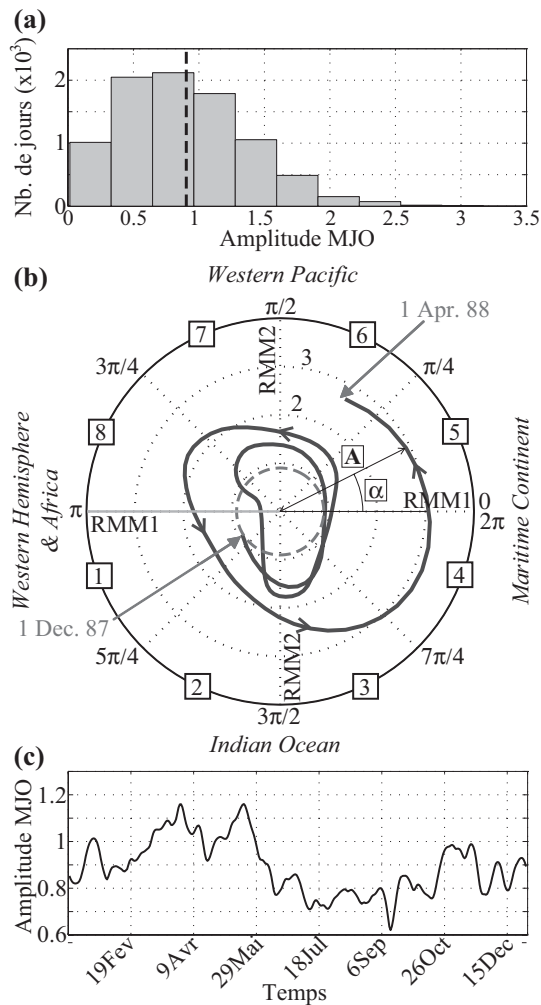 (a)
Nb. de jours (x10³)
2
1
0
0
0.5
1
1.5
2
2.5
3
3.5
Amplitude MJO
(b)
Western Pacific
π/2
1 Apr. 88
7
6
3π/4
RMM2
3
π/4
2
8
5
A
Western Hemisphere
& Africa
π
RMM1
α
RMM1
0
2π
Maritime Continent
1
4
1 Dec. 87
RMM2
5π/4
7π/4
2
3
3π/2
Indian Ocean
(c)
Amplitude MJO
1.2
1
0.8
0.6
19Fev
9Avr
29Mai
18Jul
6Sep
26Oct
15Dec
Temps